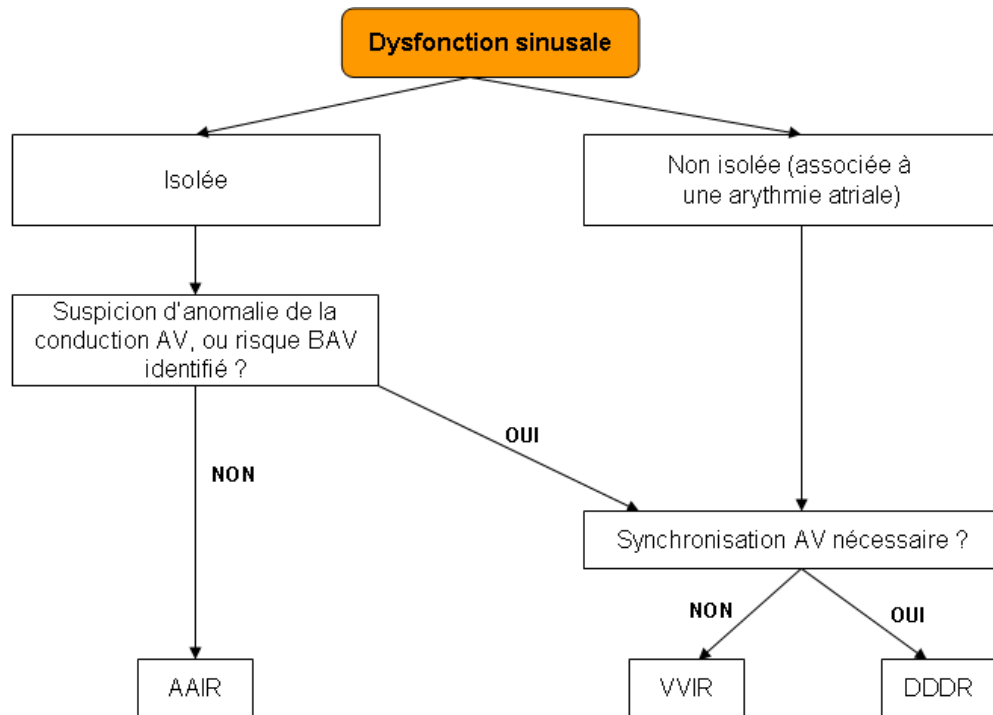 Dysfonction sinusale
Isolée
Non isolée (associée à
une arythmie atriale)
Suspicion d'anomalie de la
conduction AV, ou risque BAV
identifié ?
OUI
NON
Synchronisation AV nécessaire ?
NON
OUI
AAIR
VVIR
DDDR